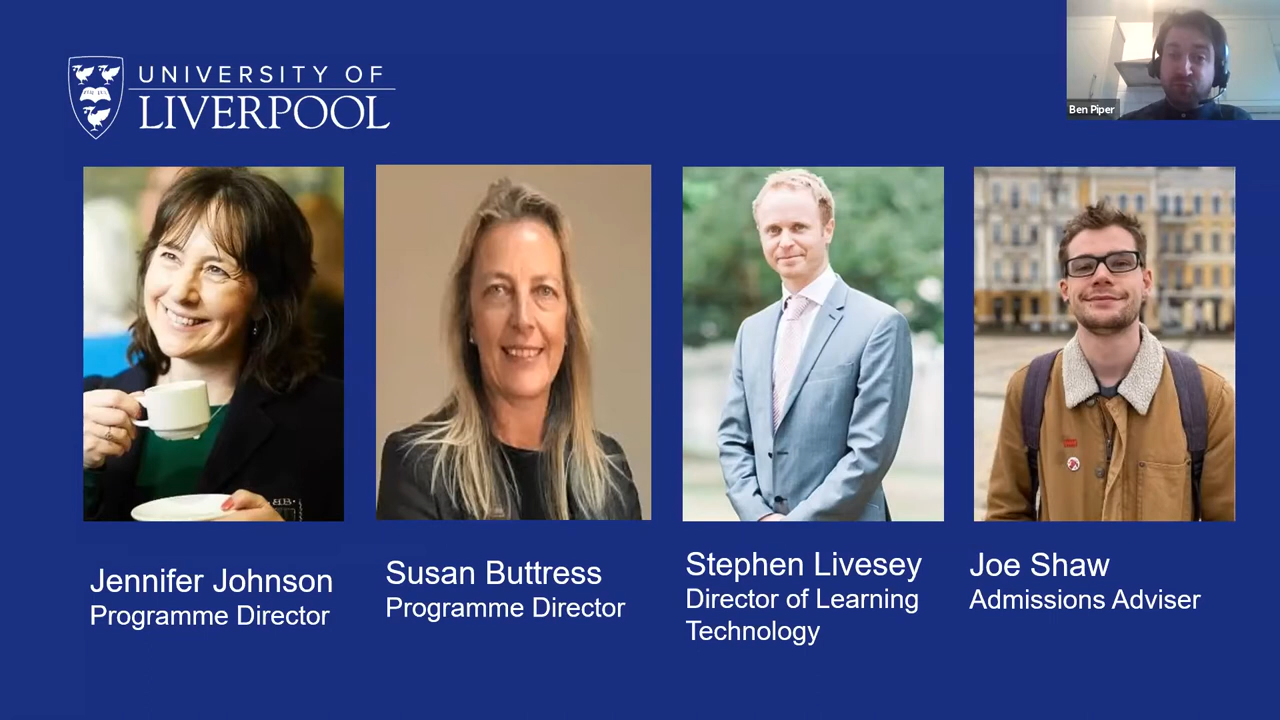 UNIVERSITY OF
LIVERPOOL
Ben Piper
Jennifer Johnson
Programme Director
Susan Buttress
Programme Director
Stephen Livesey
Director of Learning
Technology
Joe Shaw
Admissions Adviser